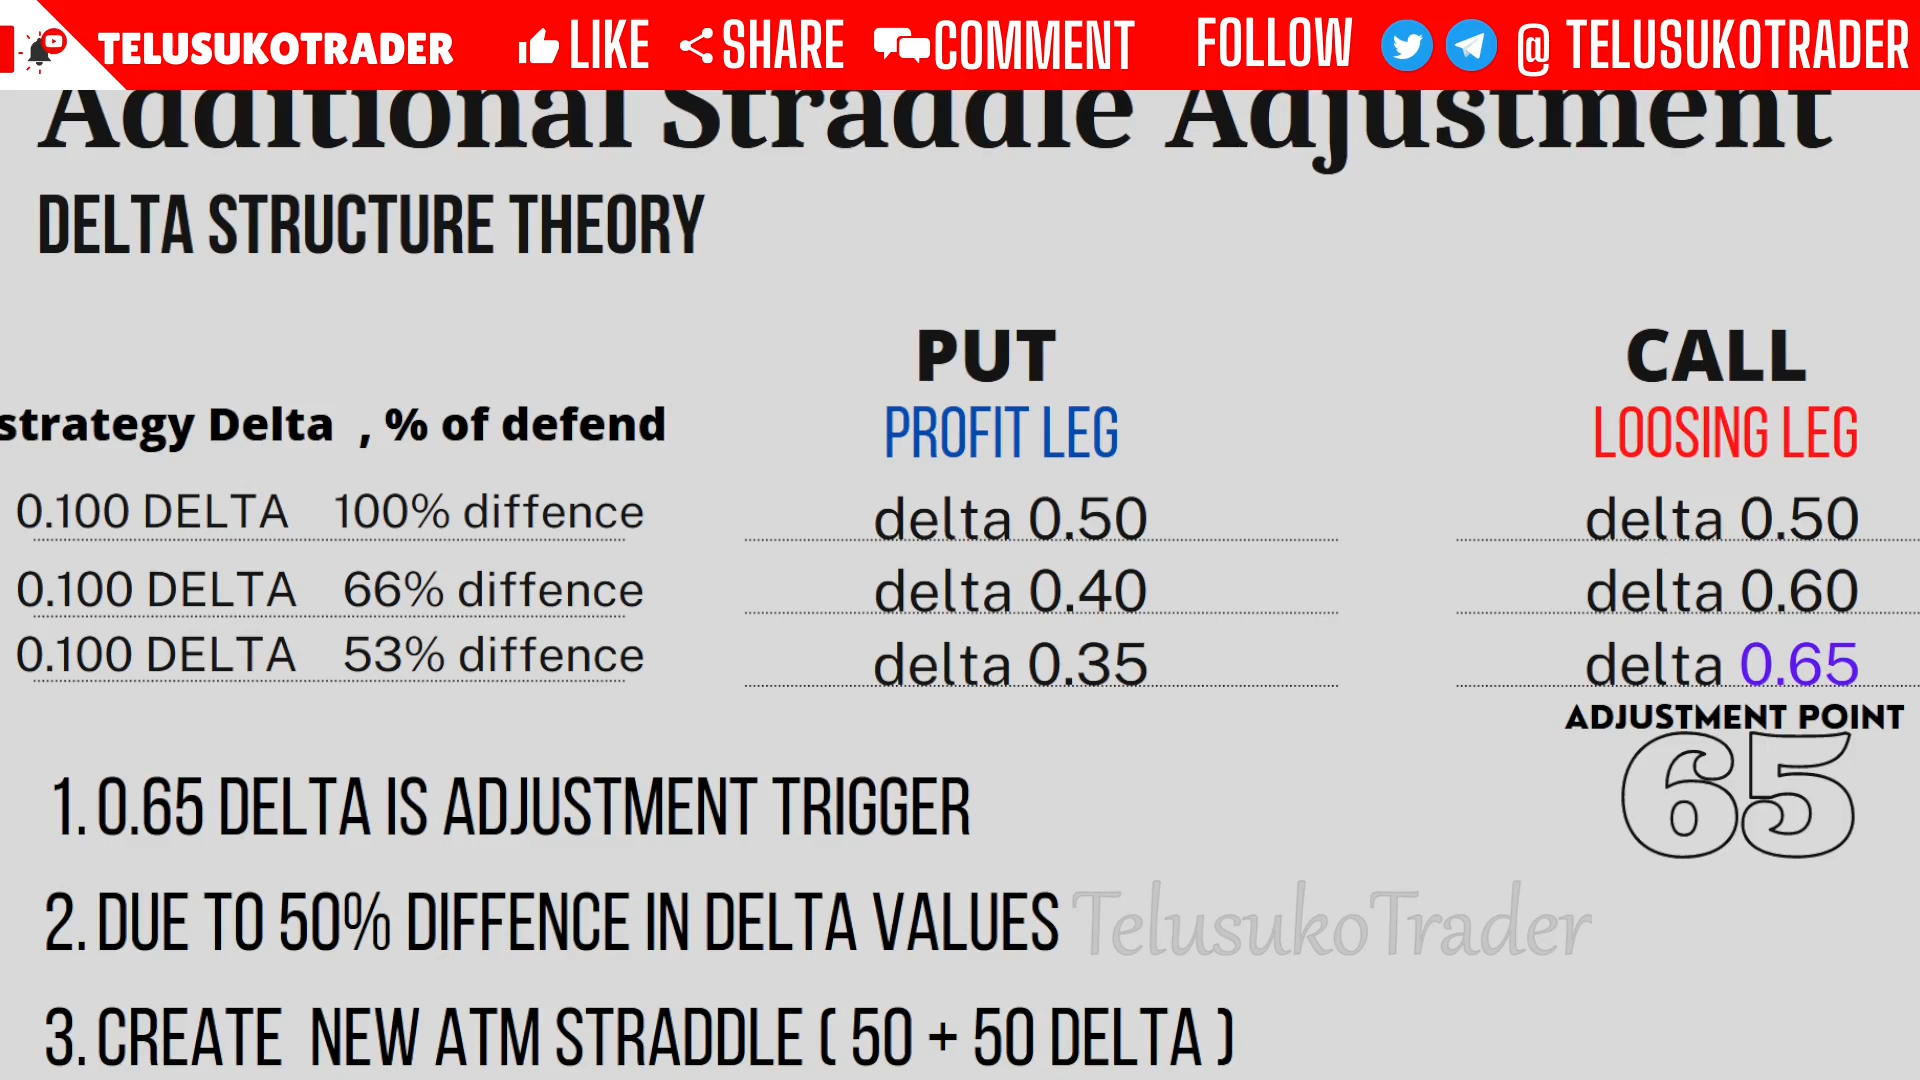 TELUSUKOTRADER LIKE SHARE COMMENT FOLLOW @ TELUSUKOTRADER
Additional Straddle Adjustment
DELTA STRUCTURE THEORY
PUT CALL
strategy Delta , % of defend PROFIT LEG LOOSING LEG
0.100 DELTA 100% diffence delta 0.50 delta 0.50
0.100 DELTA 66% diffence delta 0.40 delta 0.60
0.100 DELTA 53% diffence delta 0.35 delta 0.65
ADJUSTMENT POINT
65
1. 0.65 DELTA IS ADJUSTMENT TRIGGER
2. DUE TO 50% DIFFENCE IN DELTA VALUES
TelusukoTrader
3. CREATE NEW ATM STRADDLE ( 50 + 50 DELTA )